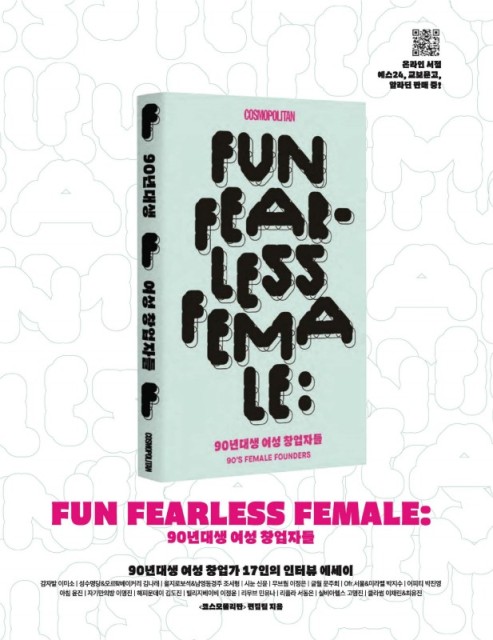 온라인 서점
예스24, 교보문고,
알라딘 판매 중!
COSMOPOLITAN
FUN
FEAR-
LESS
FEMA
LE:
90년대생 여성 창업자들
90'S FEMALE FOUNDERS
90년대생
여성 창업자들
COSMOPOLITAN
FUN FEARLESS FEMALE:
90년대생 여성 창업자들
90년대생 여성 창업가 17인의 인터뷰 에세이
<코스모폴리탄> 편집팀 지음